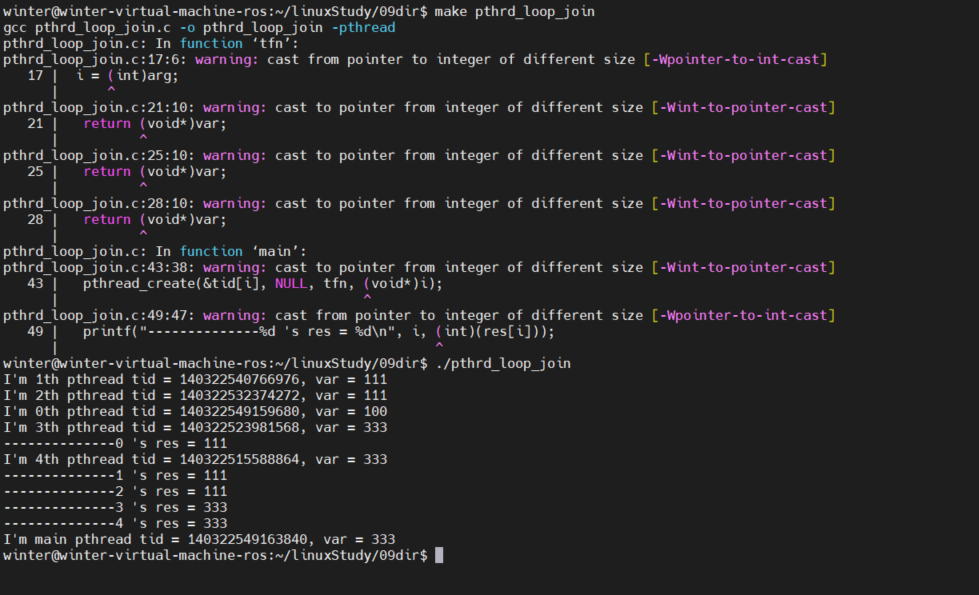 winter@winter-virtual-machine-ros:~/linuxStudy/09dir$ make pthrd_loop_join
gcc pthrd_loop_join.c -o pthrd_loop_join -pthread
pthrd_loop_join.c: In function ‘tfn’:
pthrd_loop_join.c:17:6: warning: cast from pointer to integer of different size [-Wpointer-to-int-cast]
   17 |  i = (int)arg;
      |      ^
pthrd_loop_join.c:21:10: warning: cast to pointer from integer of different size [-Wint-to-pointer-cast]
   21 |   return (void*)var;
      |          ^
pthrd_loop_join.c:25:10: warning: cast to pointer from integer of different size [-Wint-to-pointer-cast]
   25 |   return (void*)var;
      |          ^
pthrd_loop_join.c:28:10: warning: cast to pointer from integer of different size [-Wint-to-pointer-cast]
   28 |   return (void*)var;
      |          ^
pthrd_loop_join.c: In function ‘main’:
pthrd_loop_join.c:43:38: warning: cast to pointer from integer of different size [-Wint-to-pointer-cast]
   43 |   pthread_create(&tid[i], NULL, tfn, (void*)i);
      |                                      ^
pthrd_loop_join.c:49:47: warning: cast from pointer to integer of different size [-Wpointer-to-int-cast]
   49 |   printf("--------------%d 's res = %d\n", i, (int)(res[i]));
      |                                               ^
winter@winter-virtual-machine-ros:~/linuxStudy/09dir$ ./pthrd_loop_join
I'm 1th pthread tid = 140322540766976, var = 111
I'm 2th pthread tid = 140322532374272, var = 111
I'm 0th pthread tid = 140322549159680, var = 100
I'm 3th pthread tid = 140322523981568, var = 333
--------------0 's res = 111
I'm 4th pthread tid = 140322515588864, var = 333
--------------1 's res = 111
--------------2 's res = 111
--------------3 's res = 333
--------------4 's res = 333
I'm main pthread tid = 140322549163840, var = 333
winter@winter-virtual-machine-ros:~/linuxStudy/09dir$